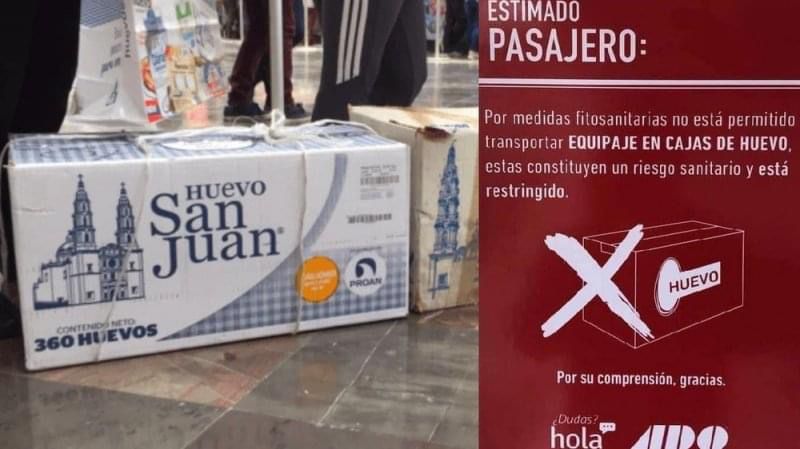 HUEVO
San
Juan®
CONTENIDO NETO:
360 HUEVOS
PROAN
ESTIMADO
PASAJERO:
Por medidas fitosanitarias no está permitido
transportar EQUIPAJE EN CAJAS DE HUEVO,
estas constituyen un riesgo sanitario y está
restringido.
HUEVO
Por su comprensión, gracias.
¿Dudas?
hola